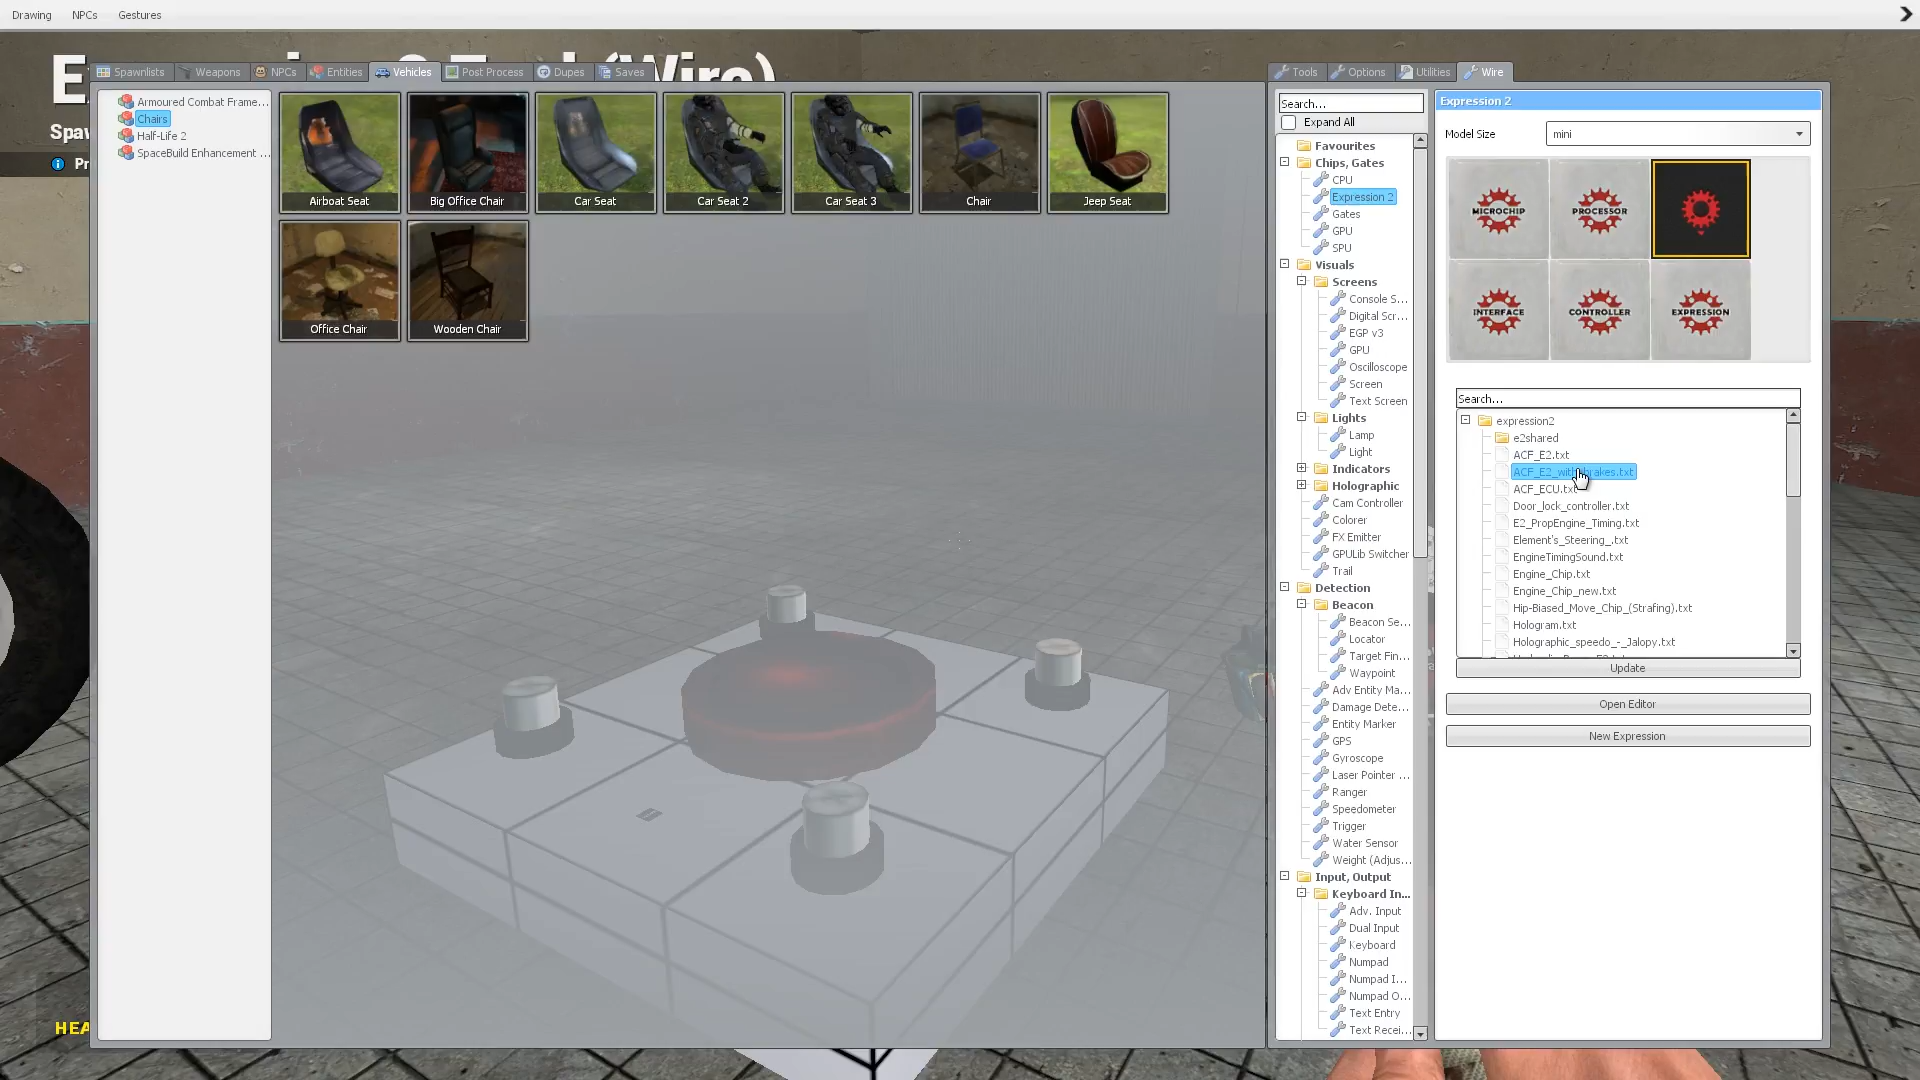 Drawing NPCs Gestures
Spawnlists Weapons NPCs Entities Vehicles Post Process Dupes Saves
Armoured Combat Frame...
Chairs
Half-Life 2
SpaceBuild Enhancement ...
Airboat Seat
Big Office Chair
Car Seat
Car Seat 2
Car Seat 3
Chair
Jeep Seat
Office Chair
Wooden Chair
HEA
Tools Options Utilities Wire
Search...
Expand All
Favourites
Chips, Gates
CPU
Expression 2
Gates
GPU
SPU
Visuals
Screens
Console S...
Digital Scr...
EGP v3
GPU
Oscilloscope
Screen
Text Screen
Lights
Lamp
Light
Indicators
Holographic
Cam Controller
Colorer
FX Emitter
GPULib Switcher
Trail
Detection
Beacon
Beacon Se...
Locator
Target Fin...
Waypoint
Adv Entity Ma...
Damage Dete...
Entity Marker
GPS
Gyroscope
Laser Pointer ...
Ranger
Speedometer
Trigger
Water Sensor
Weight (Adjus...
Input, Output
Keyboard In...
Adv. Input
Dual Input
Keyboard
Numpad
Numpad I...
Numpad O...
Text Entry
Text Recei...
Expression 2
Model Size mini
MICROCHIP
PROCESSOR
INTERFACE
CONTROLLER
EXPRESSION
Search...
expression2
e2shared
ACF_E2.txt
ACF_E2_with_brakes.txt
ACF_ECU.txt
Door_lock_controller.txt
E2_PropEngine_Timing.txt
Element's_Steering_.txt
EngineTimingSound.txt
Engine_Chip.txt
Engine_Chip_new.txt
Hip-Biased_Move_Chip_(Strafing).txt
Hologram.txt
Holographic_speedo_-_Jalopy.txt
Update
Open Editor
New Expression